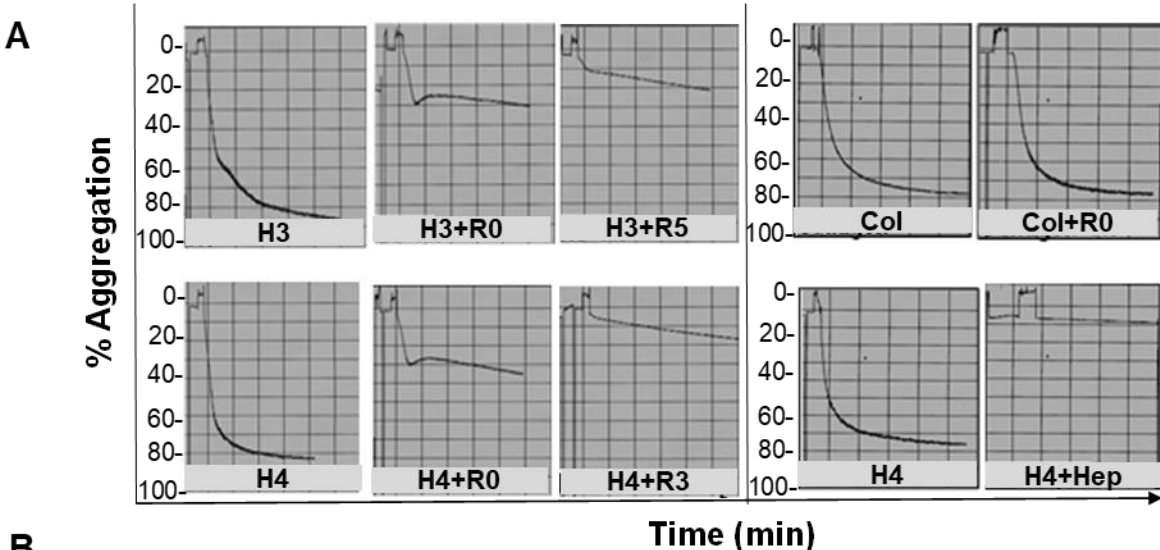 A
% Aggregation
0-
20-
40-
60-
80-
100-
H3
H3+R0
H3+R5
0-
20-
40-
60-
80-
100-
Col
Col+R0
0-
20-
40-
60-
80-
100-
H4
H4+R0
H4+R3
0-
20-
40-
60-
80-
100-
H4
H4+Hep
Time (min)
B